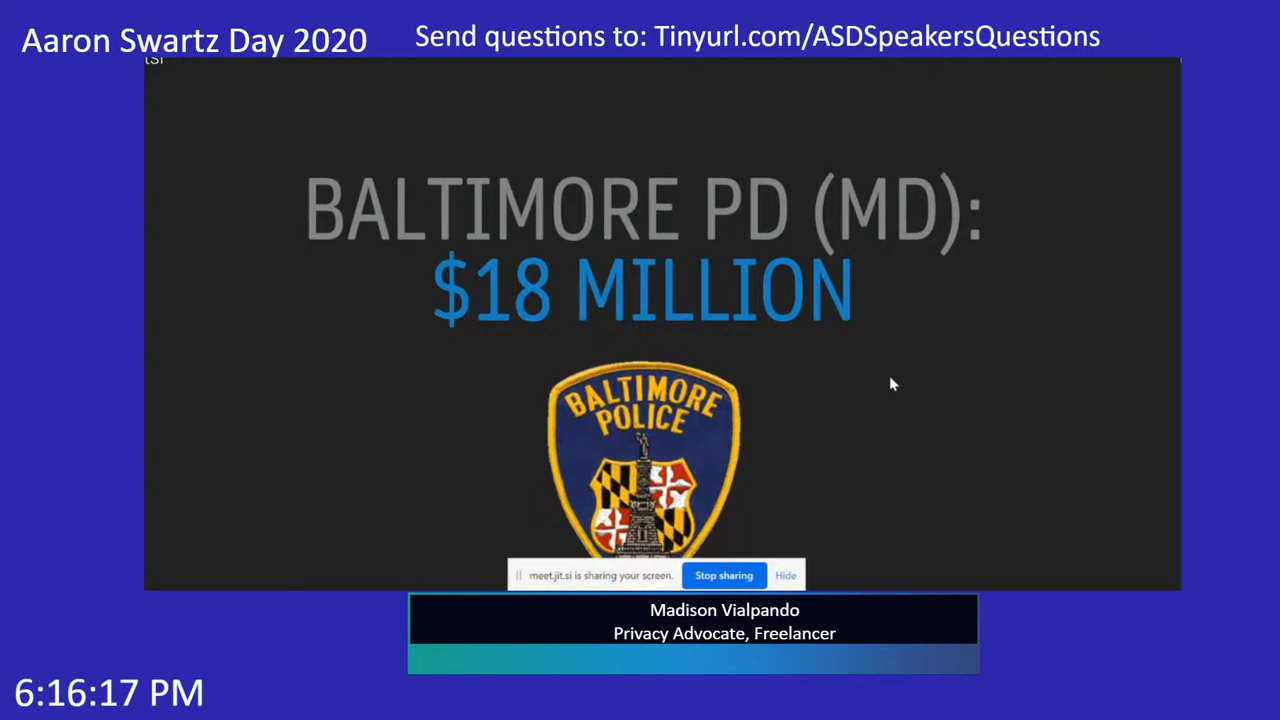 Aaron Swartz Day 2020
Send questions to: Tinyurl.com/ASDSpeakersQuestions
BALTIMORE PD (MD):
$18 MILLION
BALTIMORE
POLICE
meet.jit.si is sharing your screen.
Stop sharing
Hide
Madison Vialpando
Privacy Advocate, Freelancer
6:16:17 PM